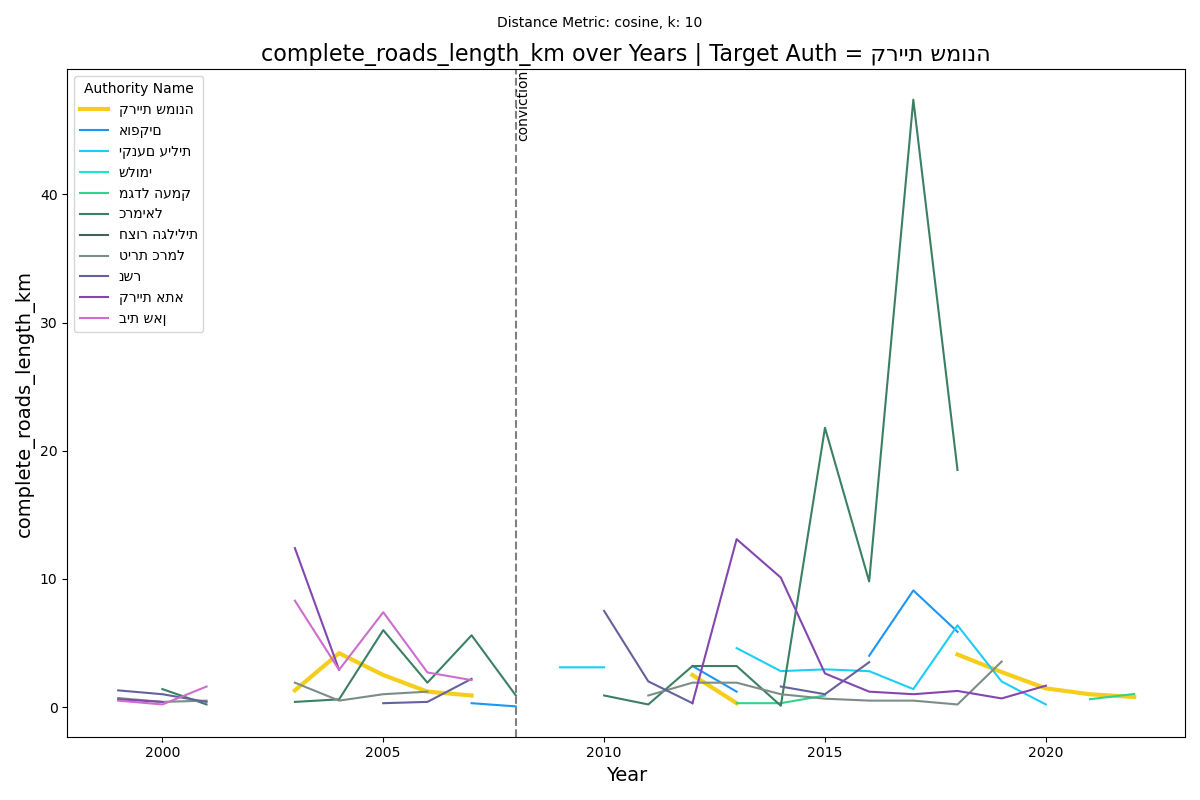 Distance Metric: cosine, k: 10
complete_roads_length_km over Years | Target Auth = קריית שמונה
conviction
Authority Name
קריית שמונה
אופקים
יקנעם עילית
שלומי
מגדל העמק
כרמיאל
חצור הגלילית
טירת כרמל
נשר
קריית אתא
בית שאן
complete_roads_length_km
40
30
20
10
0
2000 2005 2010 2015 2020
Year